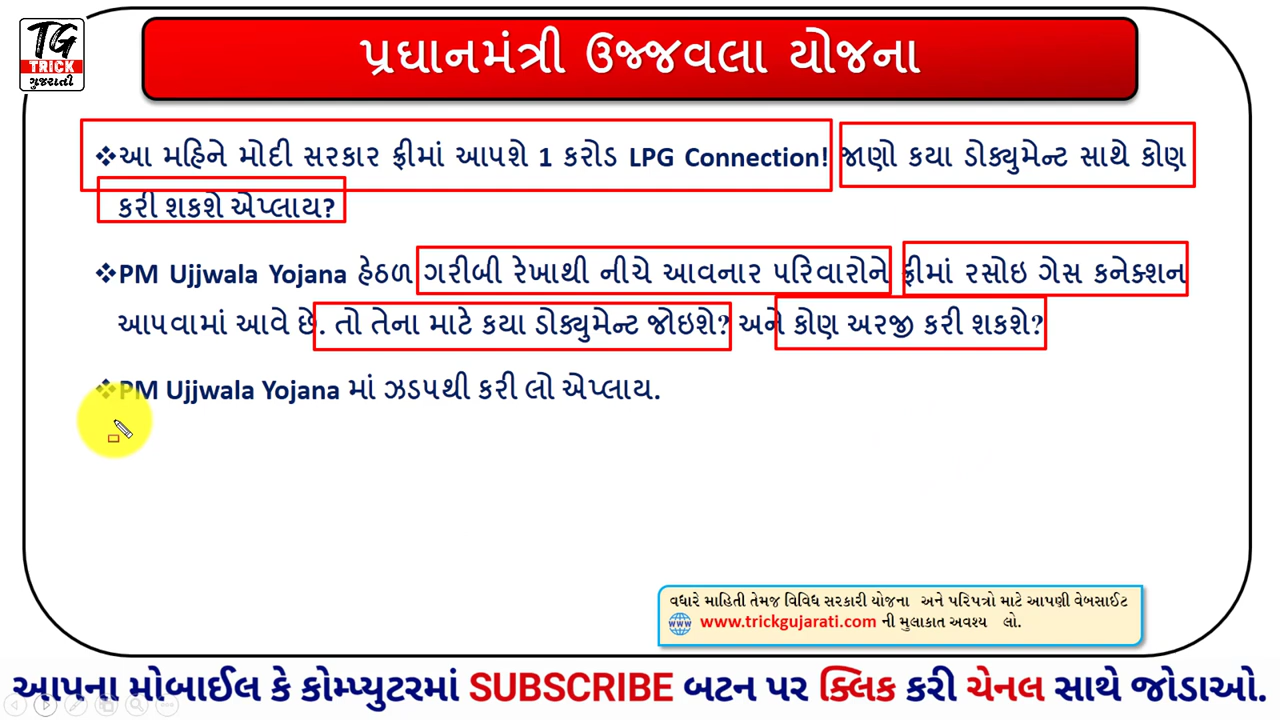 TG
TRICK
ગુજરાતી
પ્રધાનમંત્રી ઉજ્જવલા યોજના
❖આ મહિને મોદી સરકાર ફ્રીમાં આપશે 1 કરોડ LPG Connection! જાણો કયા ડોક્યુમેન્ટ સાથે કોણ
કરી શકશે એપ્લાય?
❖PM Ujjwala Yojana હેઠળ ગરીબી રેખાથી નીચે આવનાર પરિવારોને ફ્રીમાં રસોઇ ગેસ કનેક્શન
આપવામાં આવે છે. તો તેના માટે કયા ડોક્યુમેન્ટ જોઇશે? અને કોણ અરજી કરી શકશે?
❖PM Ujjwala Yojana માં ઝડપથી કરી લો એપ્લાય.
વધારે માહિતી તેમજ વિવિધ સરકારી યોજના અને પરિપત્રો માટે આપણી વેબસાઈટ
www.trickgujarati.com ની મુલાકાત અવશ્ય લો.
આપના મોબાઈલ કે કોમ્પ્યુટરમાં SUBSCRIBE બટન પર ક્લિક કરી ચેનલ સાથે જોડાઓ.